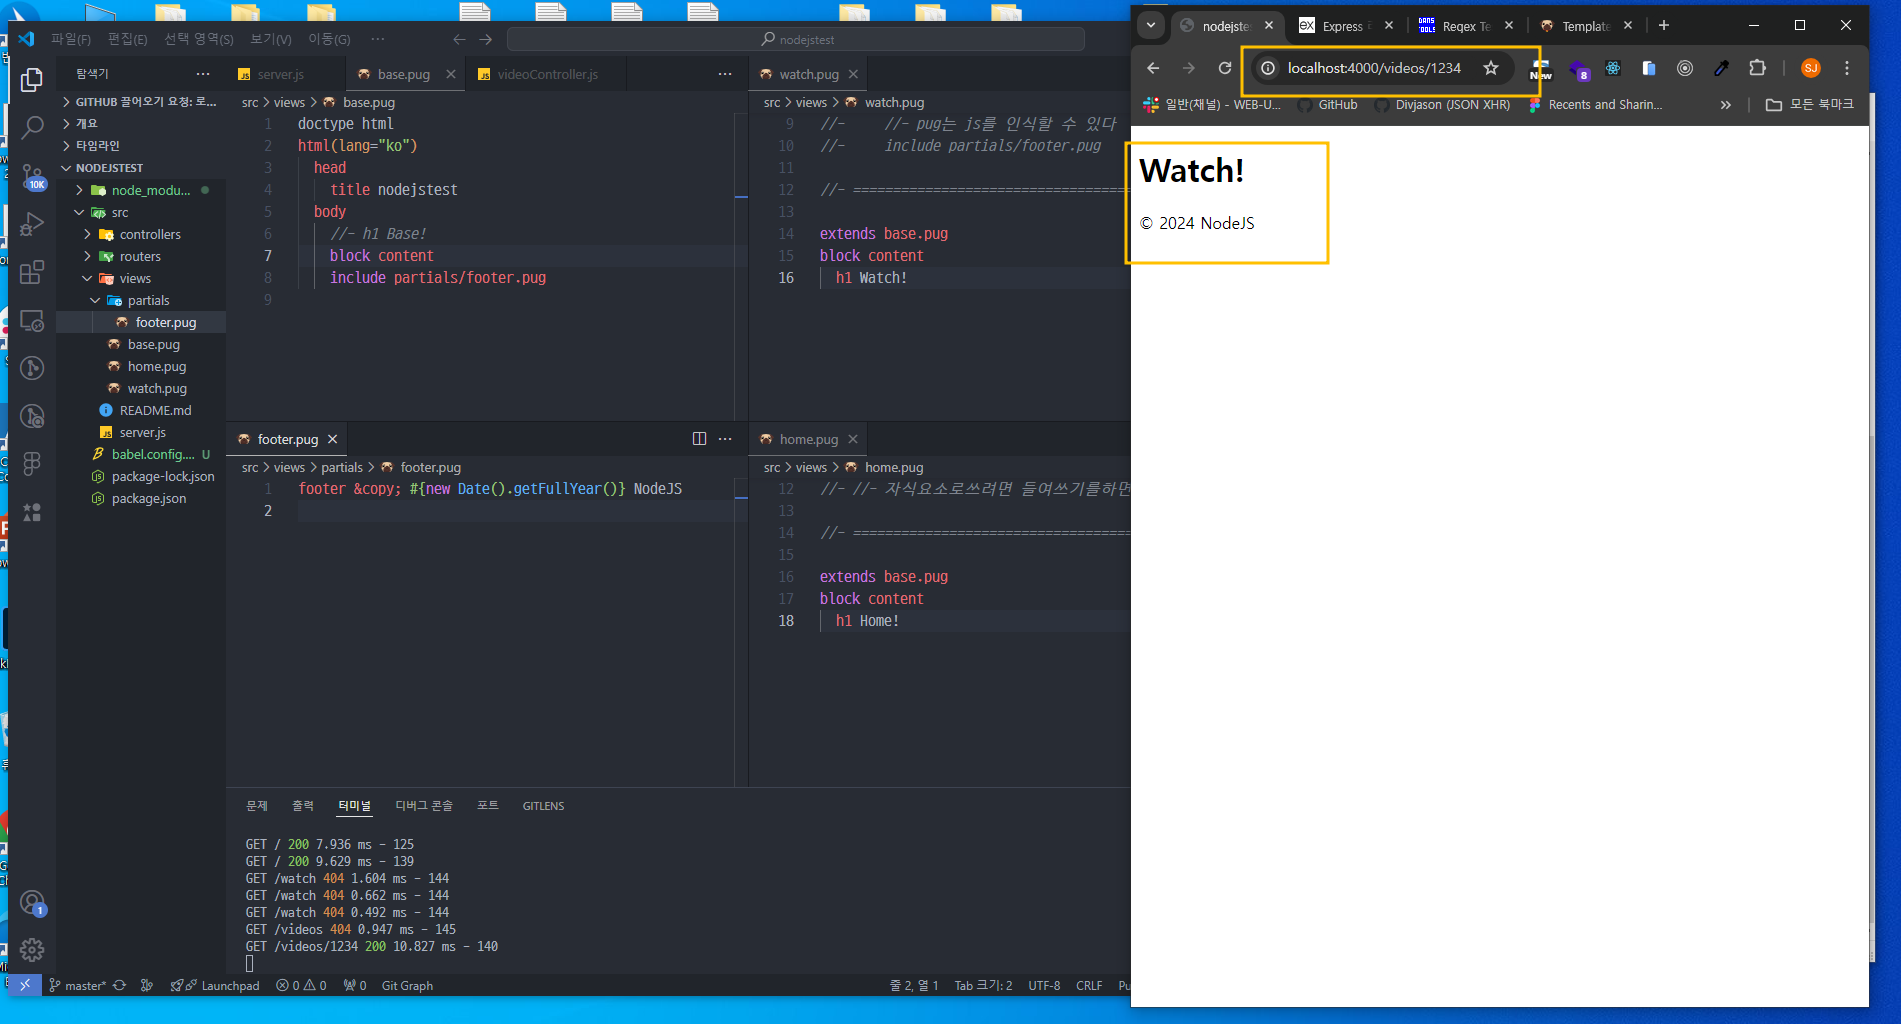 파일(F) 편집(E) 선택 영역(S) 보기(V) 이동(G) ···
nodejstest
탐색기 ···
GITHUB 끌어오기 요청: 로...
개요
타임라인
NODEJSTEST
node_modu...
src
controllers
routers
views
partials
footer.pug
base.pug
home.pug
watch.pug
README.md
server.js
babel.config.... U
package-lock.json
package.json
10K
1
server.js base.pug videoController.js ···
src > views > base.pug
1 doctype html
2 html(lang="ko")
3 head
4 title nodejstest
5 body
6 //- h1 Base!
7 block content
8 include partials/footer.pug
9
watch.pug
src > views > watch.pug
9 //- //- pug는 js를 인식할 수 있다
10 //- include partials/footer.pug
11
12 //- ===================================
13
14 extends base.pug
15 block content
16 h1 Watch!
footer.pug ···
src > views > partials > footer.pug
1 footer &copy; #{new Date().getFullYear()} NodeJS
2
home.pug
src > views > home.pug
12 //- //- 자식요소로쓰려면 들여쓰기를하면
13
14 //- ===================================
15
16 extends base.pug
17 block content
18 h1 Home!
문제 출력 터미널 디버그 콘솔 포트 GITLENS
GET / 200 7.936 ms - 125
GET / 200 9.629 ms - 139
GET /watch 404 1.604 ms - 144
GET /watch 404 0.662 ms - 144
GET /watch 404 0.492 ms - 144
GET /videos 404 0.947 ms - 145
GET /videos/1234 200 10.827 ms - 140
master* Launchpad 0 0 0 Git Graph 줄 2, 열 1 Tab 크기: 2 UTF-8 CRLF Pu
nodejstes Express Regex Te Template
localhost:4000/videos/1234 New 8 SJ
일반(채널) - WEB-U... GitHub Divjason (JSON XHR) Recents and Sharin... » 모든 북마크
Watch!
© 2024 NodeJS